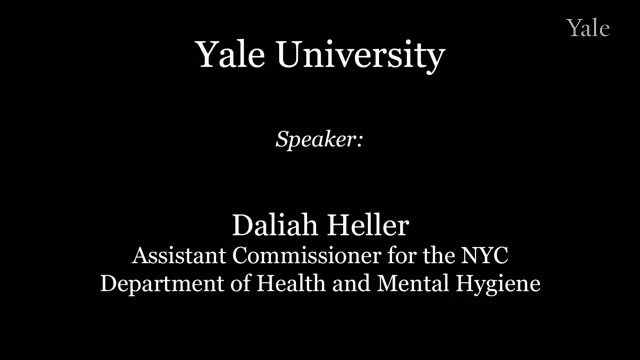 Yale
Yale University
Speaker:
Daliah Heller
Assistant Commissioner for the NYC
Department of Health and Mental Hygiene